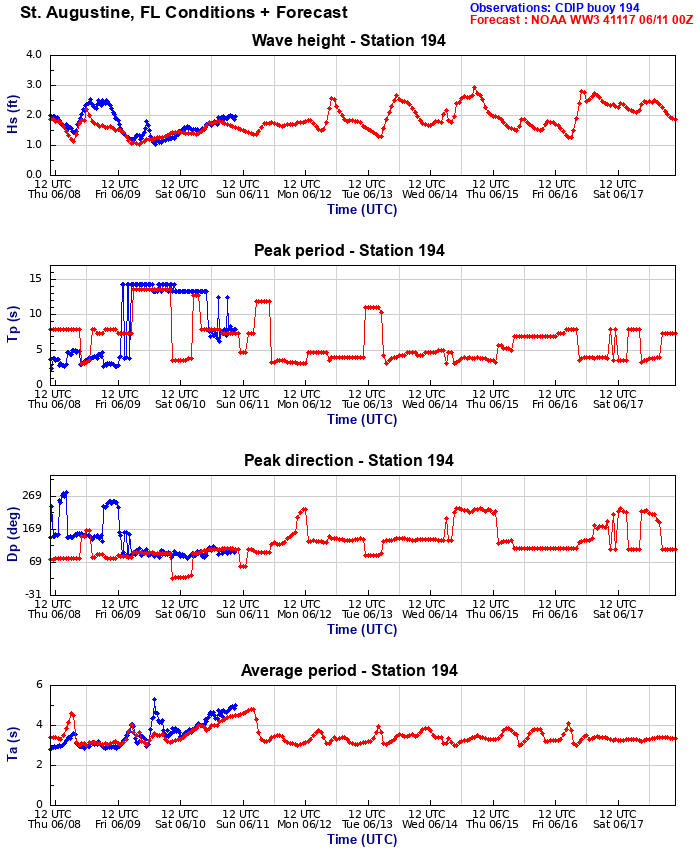 St. Augustine, FL Conditions + Forecast
Observations: CDIP buoy 194
Forecast : NOAA WW3 41117 06/11 00Z
Wave height - Station 194
Hs (ft)
4.0
3.0
2.0
1.0
0.0
12 UTC 12 UTC 12 UTC 12 UTC 12 UTC 12 UTC 12 UTC 12 UTC 12 UTC 12 UTC
Thu 06/08 Fri 06/09 Sat 06/10 Sun 06/11 Mon 06/12 Tue 06/13 Wed 06/14 Thu 06/15 Fri 06/16 Sat 06/17
Time (UTC)
Peak period - Station 194
Tp (s)
15
10
5
0
12 UTC 12 UTC 12 UTC 12 UTC 12 UTC 12 UTC 12 UTC 12 UTC 12 UTC 12 UTC
Thu 06/08 Fri 06/09 Sat 06/10 Sun 06/11 Mon 06/12 Tue 06/13 Wed 06/14 Thu 06/15 Fri 06/16 Sat 06/17
Time (UTC)
Peak direction - Station 194
Dp (deg)
269
169
69
-31
12 UTC 12 UTC 12 UTC 12 UTC 12 UTC 12 UTC 12 UTC 12 UTC 12 UTC 12 UTC
Thu 06/08 Fri 06/09 Sat 06/10 Sun 06/11 Mon 06/12 Tue 06/13 Wed 06/14 Thu 06/15 Fri 06/16 Sat 06/17
Time (UTC)
Average period - Station 194
Ta (s)
6
4
2
0
12 UTC 12 UTC 12 UTC 12 UTC 12 UTC 12 UTC 12 UTC 12 UTC 12 UTC 12 UTC
Thu 06/08 Fri 06/09 Sat 06/10 Sun 06/11 Mon 06/12 Tue 06/13 Wed 06/14 Thu 06/15 Fri 06/16 Sat 06/17
Time (UTC)